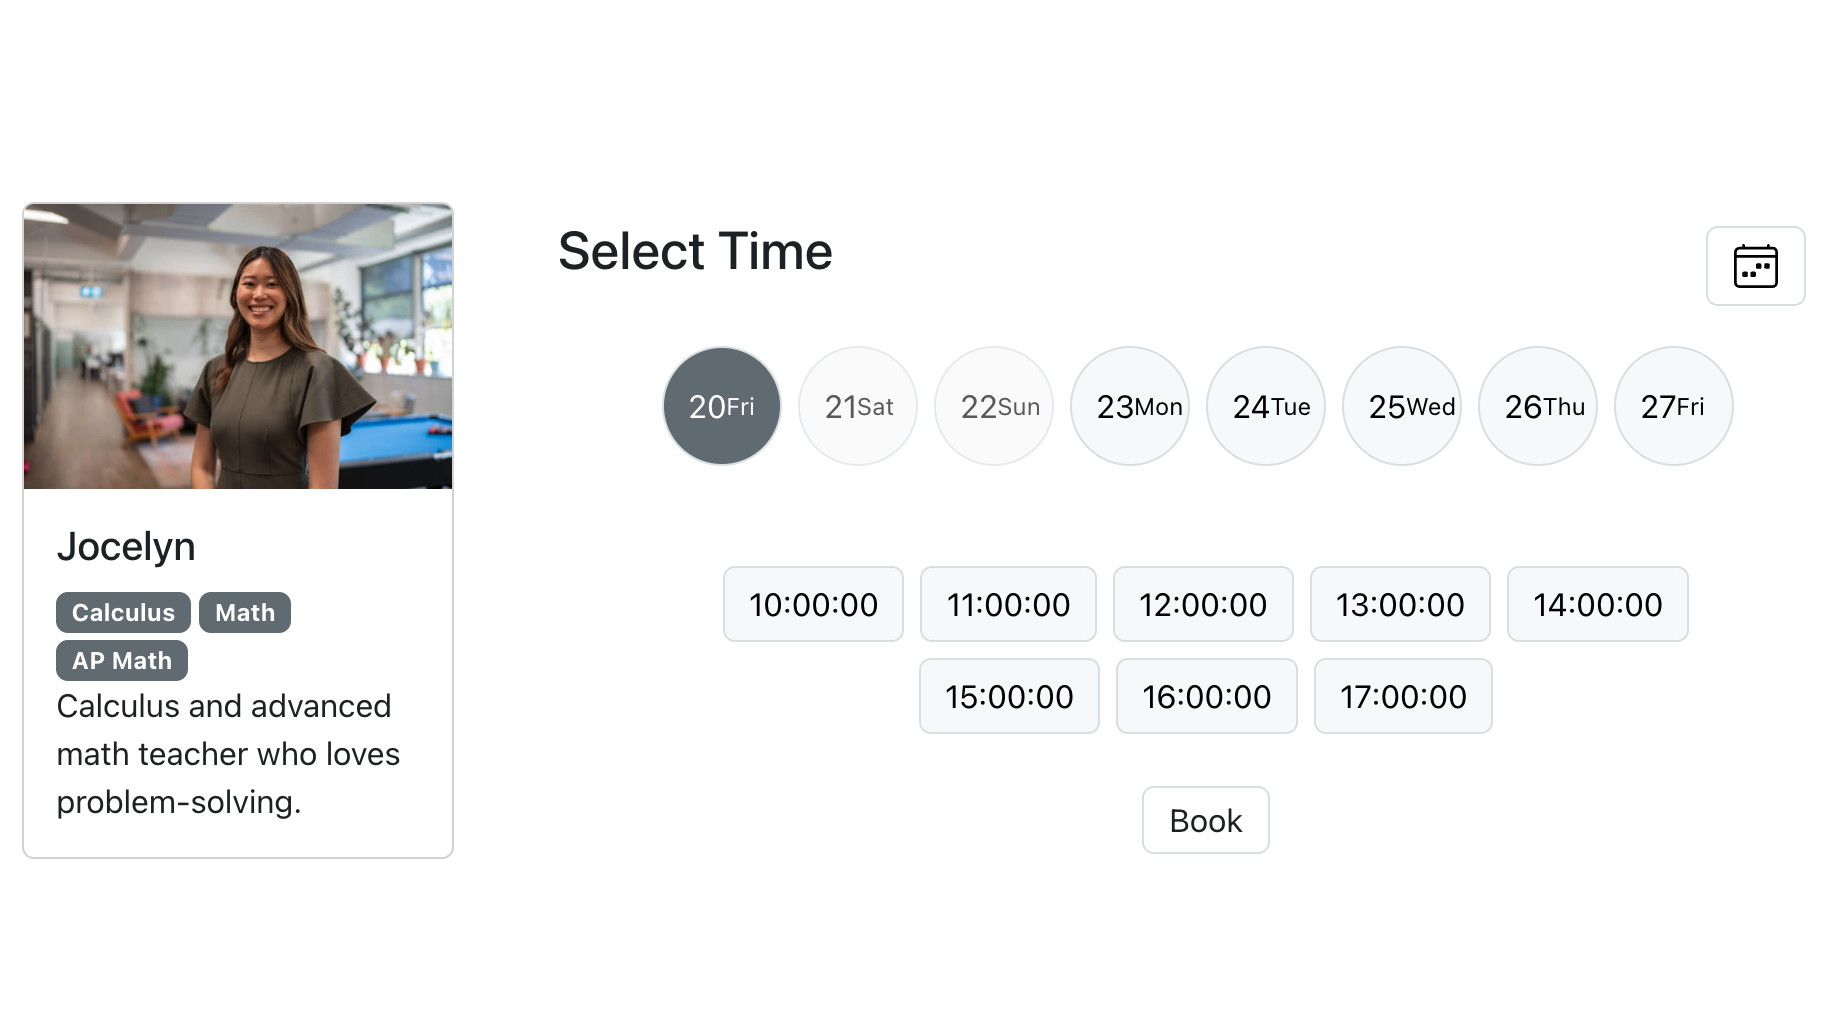 Select Time
20Fri 21Sat 22Sun 23Mon 24Tue 25Wed 26Thu 27Fri
10:00:00 11:00:00 12:00:00 13:00:00 14:00:00
15:00:00 16:00:00 17:00:00
Book
Jocelyn
Calculus Math
AP Math
Calculus and advanced
math teacher who loves
problem-solving.